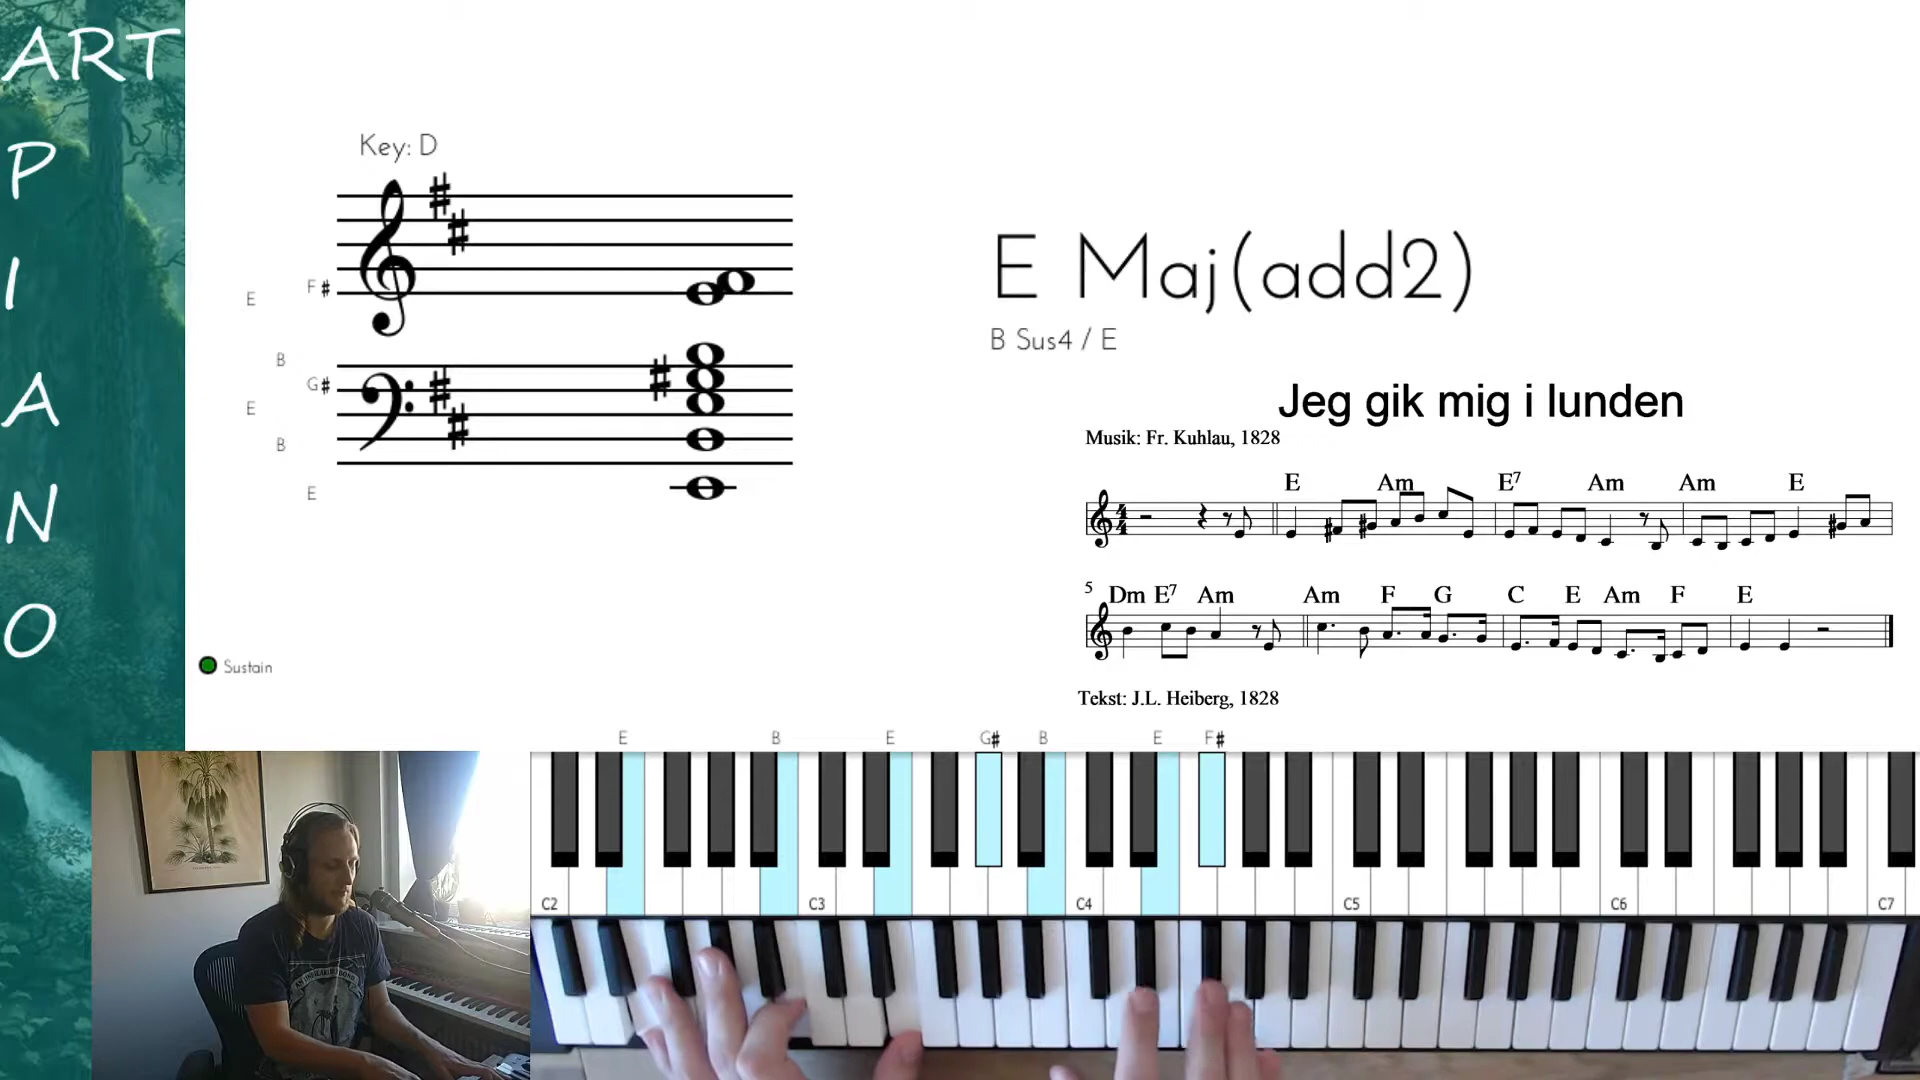 ART
P
I
A
N
O
Key: D
E F#
B
G#
E
B
E
E Maj(add2)
B Sus4 / E
Jeg gik mig i lunden
Musik: Fr. Kuhlau, 1828
E Am E7 Am Am E
5 Dm E7 Am Am F G C E Am F E
Tekst: J.L. Heiberg, 1828
Sustain
E B E G# B E F#
C2 C3 C4 C5 C6 C7